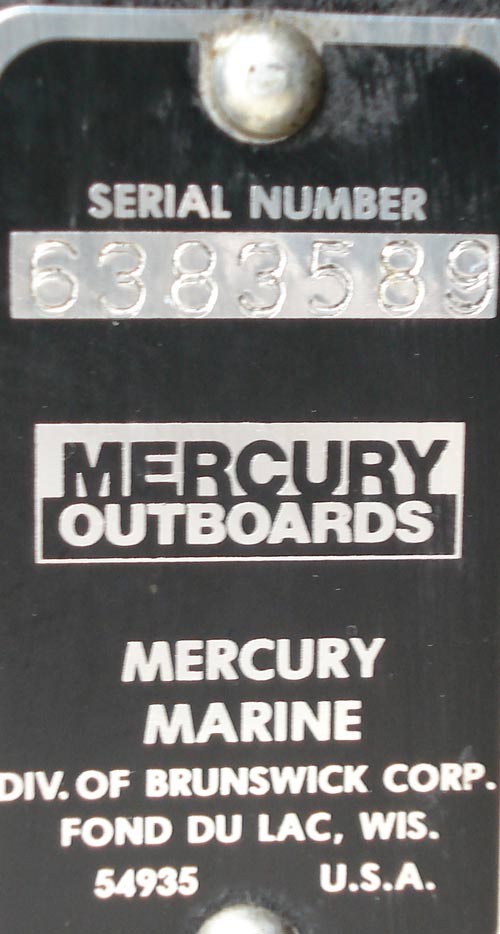 SERIAL NUMBER
6383589
MERCURY
OUTBOARDS
MERCURY
MARINE
DIV. OF BRUNSWICK CORP.
FOND DU LAC, WIS.
54935 U.S.A.